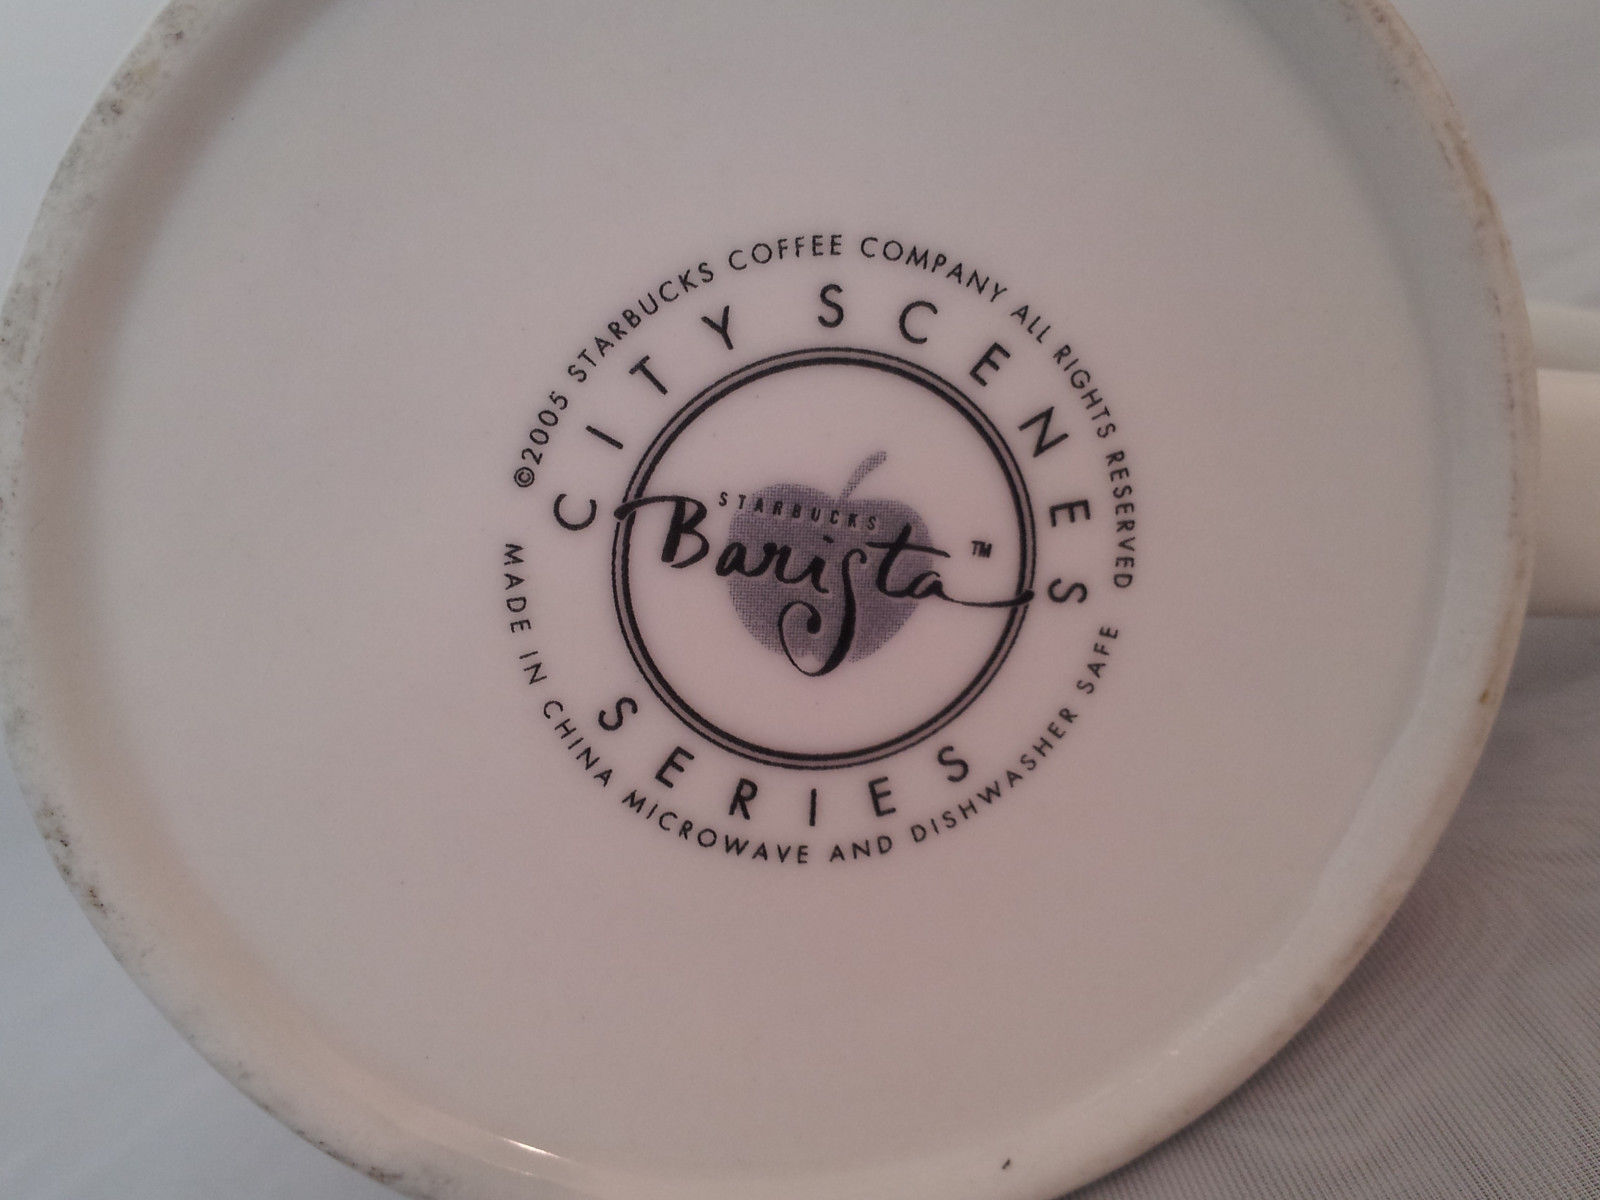 ©2005 STARBUCKS COFFEE COMPANY ALL RIGHTS RESERVED
CITY SCENES
STARBUCKS
Barista™
SERIES
MADE IN CHINA MICROWAVE AND DISHWASHER SAFE